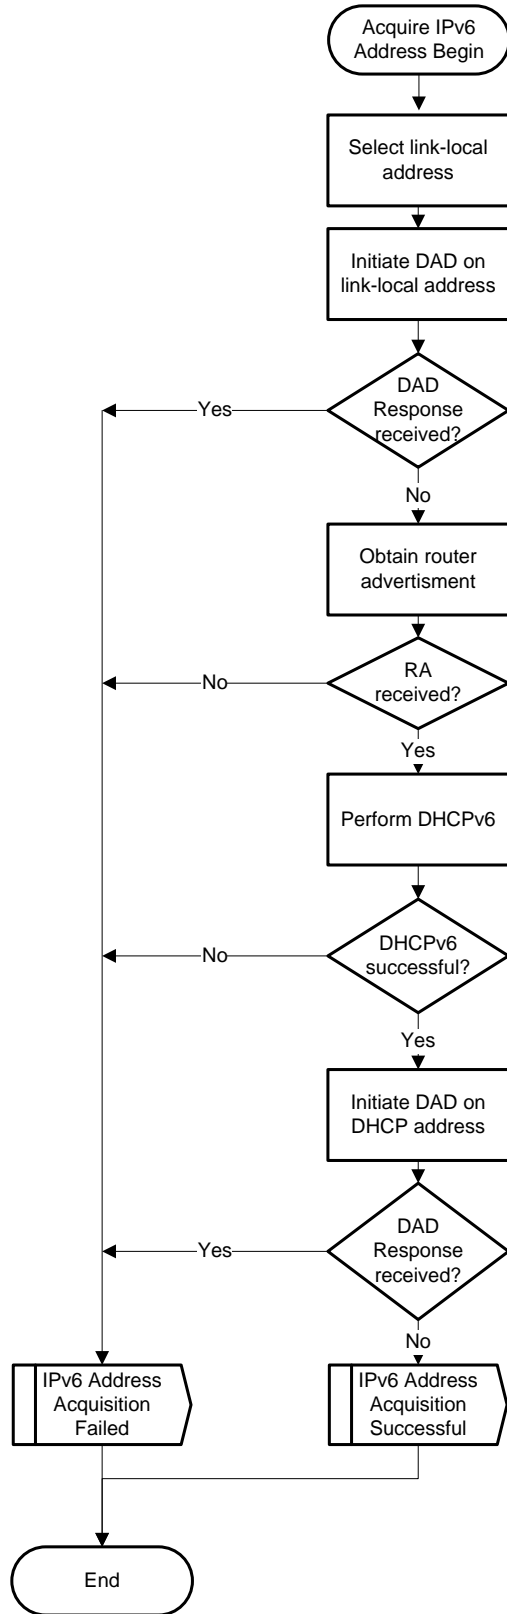 Acquire IPv6
Address Begin
Select link-local
address
Initiate DAD on
link-local address
DAD
Response
received?
Yes
No
Obtain router
advertisment
RA
received?
No
Yes
Perform DHCPv6
DHCPv6
successful?
No
Yes
Initiate DAD on
DHCP address
DAD
Response
received?
Yes
No
IPv6 Address
Acquisition
Failed
IPv6 Address
Acquisition
Successful
End